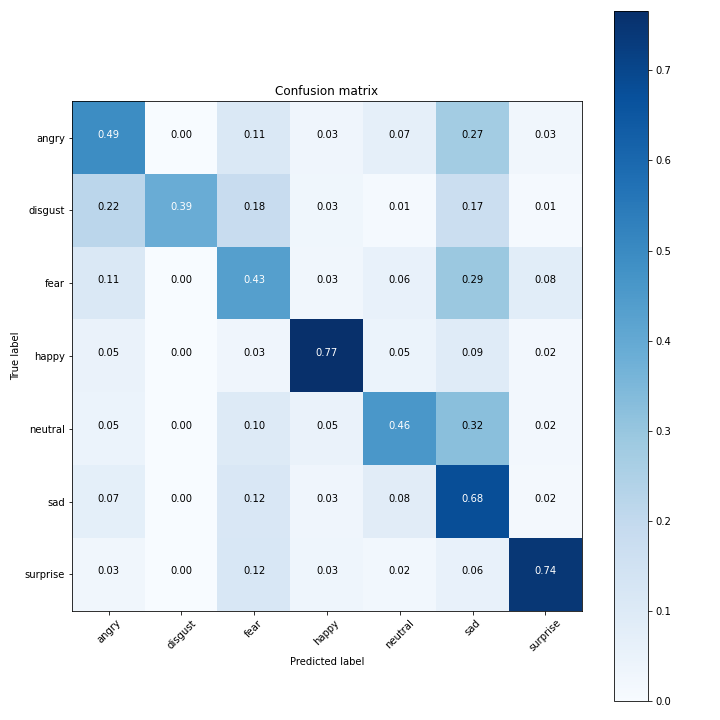 Confusion matrix
True label
angry 0.49 0.00 0.11 0.03 0.07 0.27 0.03
disgust 0.22 0.39 0.18 0.03 0.01 0.17 0.01
fear 0.11 0.00 0.43 0.03 0.06 0.29 0.08
happy 0.05 0.00 0.03 0.77 0.05 0.09 0.02
neutral 0.05 0.00 0.10 0.05 0.46 0.32 0.02
sad 0.07 0.00 0.12 0.03 0.08 0.68 0.02
surprise 0.03 0.00 0.12 0.03 0.02 0.06 0.74
angry disgust fear happy neutral sad surprise
Predicted label
0.7
0.6
0.5
0.4
0.3
0.2
0.1
0.0